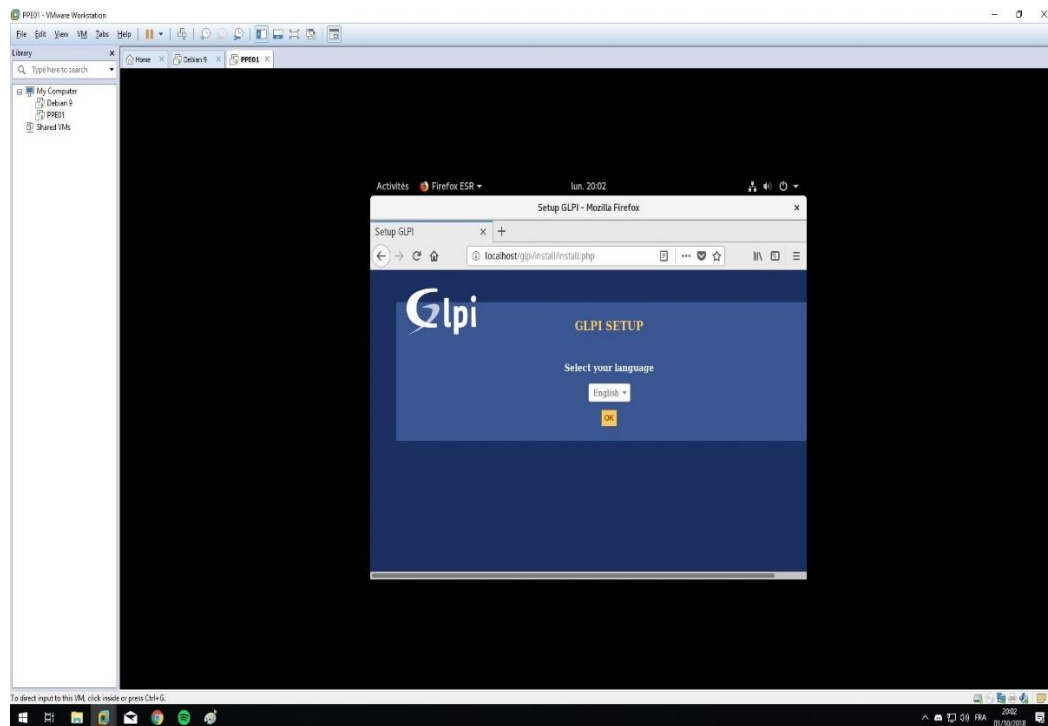 PPE01 - VMware Workstation
File Edit View VM Tabs Help
Library
Type here to search
My Computer
Debian 9
PPE01
Shared VMs
Home
Debian 9
PPE01
Activités Firefox ESR lun. 20:02
Setup GLPI - Mozilla Firefox
Setup GLPI
localhost/glpi/install/install.php
Glpi
GLPI SETUP
Select your language
English
OK
To direct input to this VM, click inside or press Ctrl+G.
FRA
20:02
01/10/2018